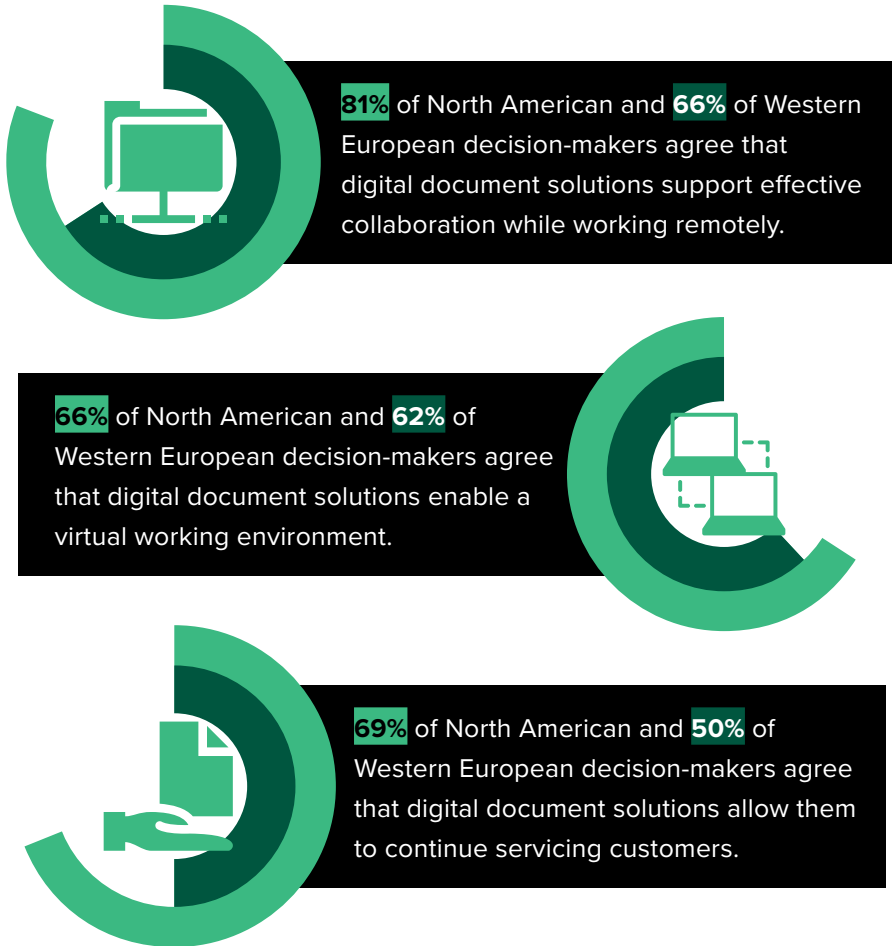 81% of North American and 66% of Western
European decision-makers agree that
digital document solutions support effective
collaboration while working remotely.
66% of North American and 62% of
Western European decision-makers agree
that digital document solutions enable a
virtual working environment.
69% of North American and 50% of
Western European decision-makers agree
that digital document solutions allow them
to continue servicing customers.